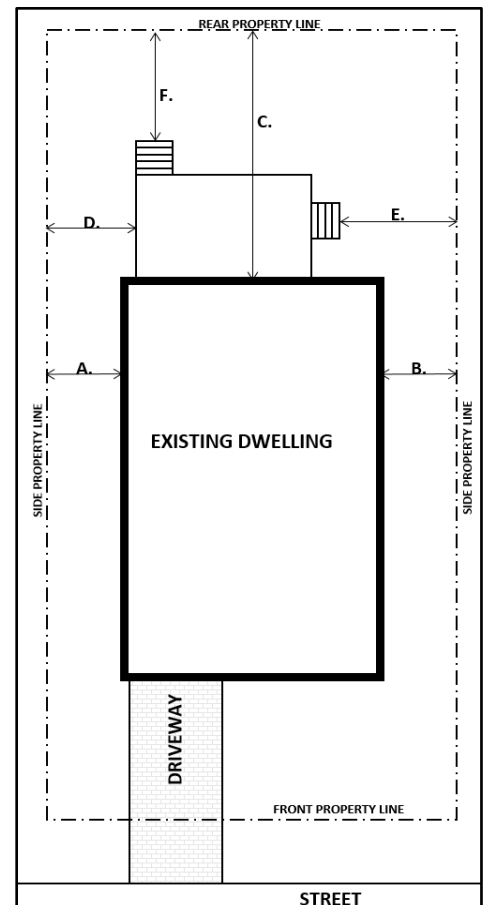 REAR PROPERTY LINE
F.
C.
D.
E.
A.
B.
EXISTING DWELLING
SIDE PROPERTY LINE
SIDE PROPERTY LINE
DRIVEWAY
FRONT PROPERTY LINE
STREET